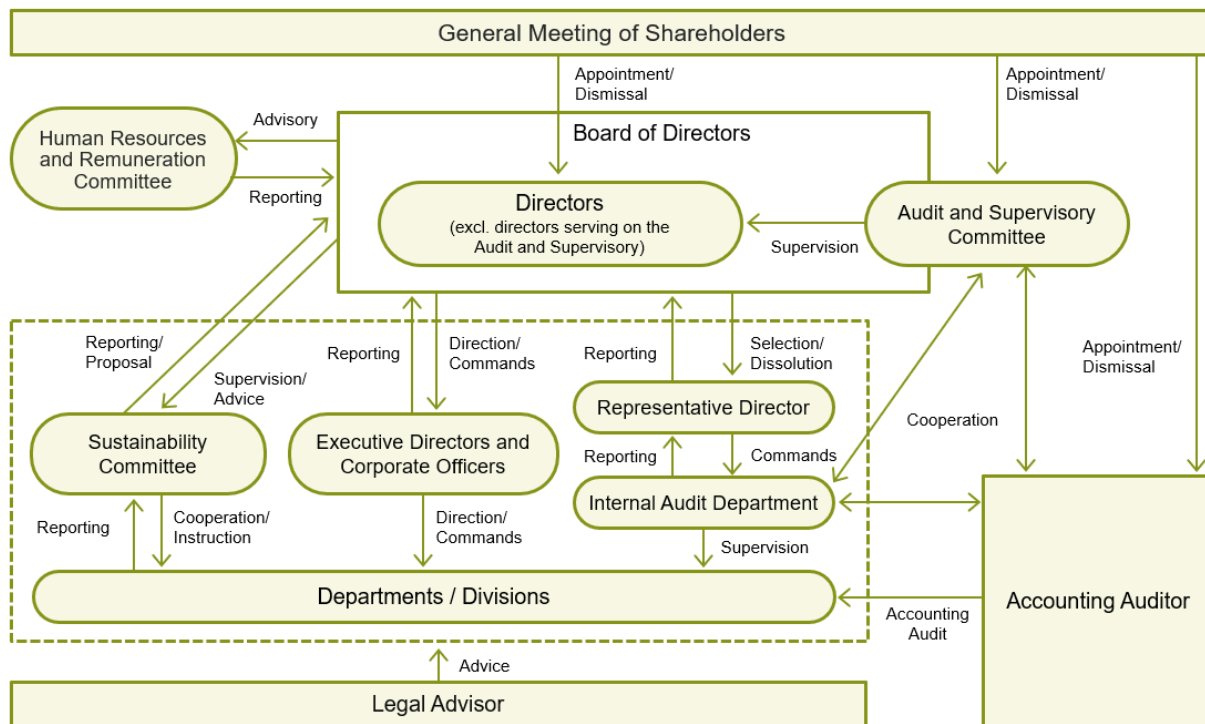 General Meeting of Shareholders
Appointment/
Dismissal
Appointment/
Dismissal
Advisory
Human Resources
and Remuneration
Committee
Reporting
Board of Directors
Directors
(excl. directors serving on the
Audit and Supervisory)
Supervision
Audit and Supervisory
Committee
Reporting/
Proposal
Supervision/
Advice
Reporting
Direction/
Commands
Reporting
Selection/
Dissolution
Appointment/
Dismissal
Cooperation
Sustainability
Committee
Executive Directors and
Corporate Officers
Representative Director
Reporting
Commands
Internal Audit Department
Reporting
Cooperation/
Instruction
Direction/
Commands
Supervision
Departments / Divisions
Accounting
Audit
Accounting Auditor
Advice
Legal Advisor